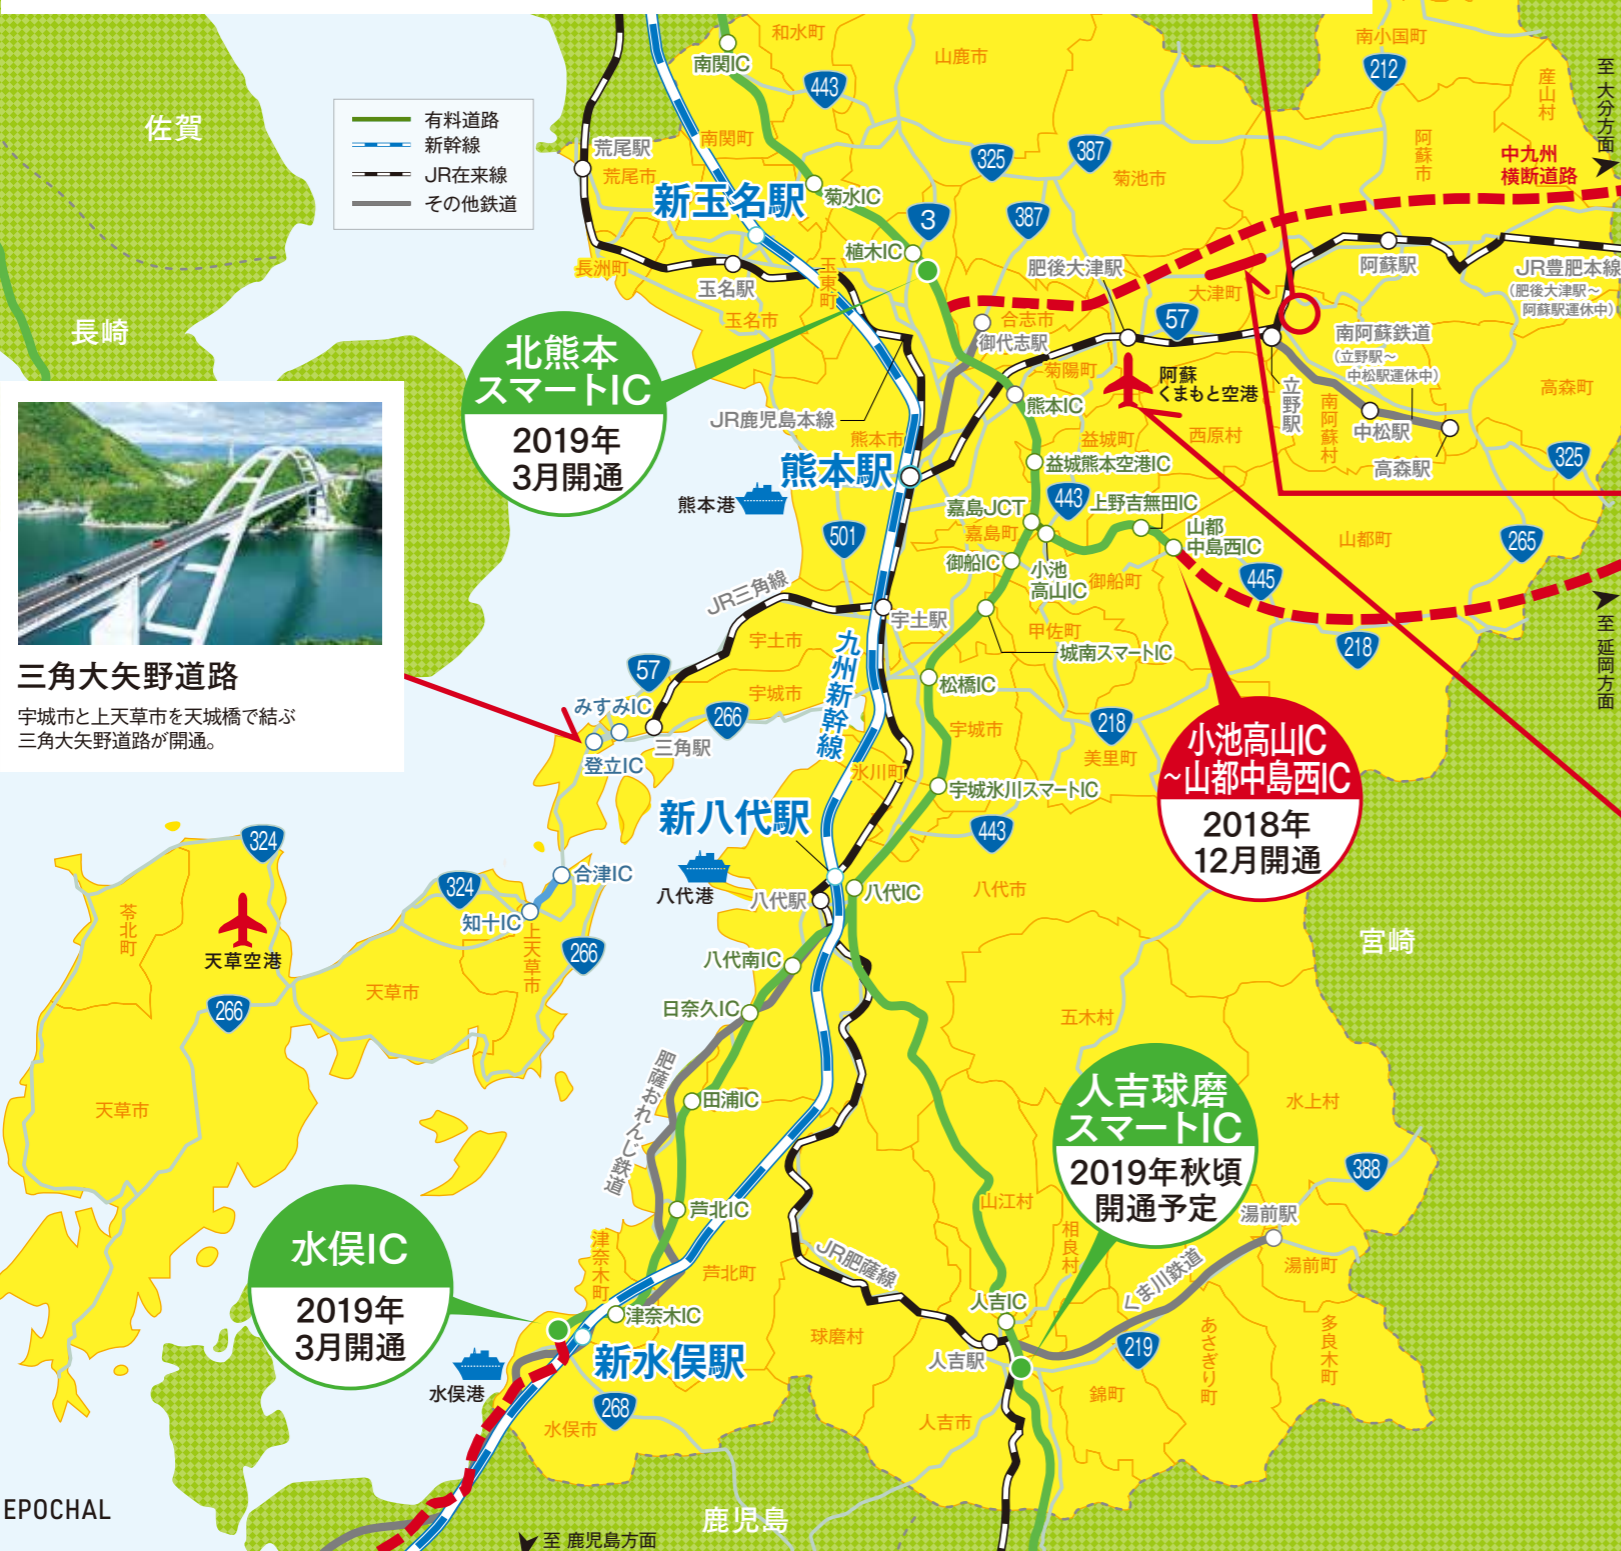 和水町
南小国町
山鹿市
南関IC
443
212
産山村
至 大分方面
佐賀
有料道路
新幹線
JR在来線
その他鉄道
荒尾駅
荒尾市
南関町
325
387
菊池市
阿蘇市
中九州
横断道路
新玉名駅
菊水IC
3
387
植木IC
肥後大津駅
長洲町
玉名駅
玉東町
大津町
阿蘇駅
JR豊肥本線
(肥後大津駅〜
阿蘇駅運休中)
長崎
玉名市
合志市
御代志駅
57
南阿蘇鉄道
(立野駅〜
中松駅運休中)
北熊本
スマートIC
2019年
3月開通
菊陽町
阿蘇
くまもと空港
立野駅
南阿蘇村
高森町
JR鹿児島本線
熊本IC
熊本市
益城町
西原村
中松駅
高森駅
熊本駅
益城熊本空港IC
325
熊本港
443
上野吉無田IC
嘉島JCT
嘉島町
501
山都
中島西IC
山都町
265
御船IC
小池
高山IC
御船町
445
JR三角線
宇土駅
甲佐町
城南スマートIC
218
至 延岡方面
三角大矢野道路
宇城市と上天草市を天城橋で結ぶ
三角大矢野道路が開通。
宇土市
九州新幹線
57
宇城市
松橋IC
みすみIC
266
三角駅
登立IC
宇城市
218
美里町
小池高山IC
〜山都中島西IC
2018年
12月開通
氷川町
宇城氷川スマートIC
新八代駅
443
324
合津IC
八代港
八代駅
八代IC
八代市
324
知十IC
苓北町
天草空港
上天草市
266
宮崎
八代南IC
天草市
266
日奈久IC
五木村
肥薩おれんじ鉄道
田浦IC
天草市
人吉球磨
スマートIC
2019年秋頃
開通予定
水上村
388
芦北IC
山江村
相良村
湯前駅
水俣IC
2019年
3月開通
津奈木町
芦北町
JR肥薩線
くま川鉄道
湯前町
津奈木IC
人吉IC
球磨村
人吉駅
219
あさぎり町
多良木町
新水俣駅
水俣港
268
錦町
水俣市
人吉市
EPOCHAL
鹿児島
至 鹿児島方面